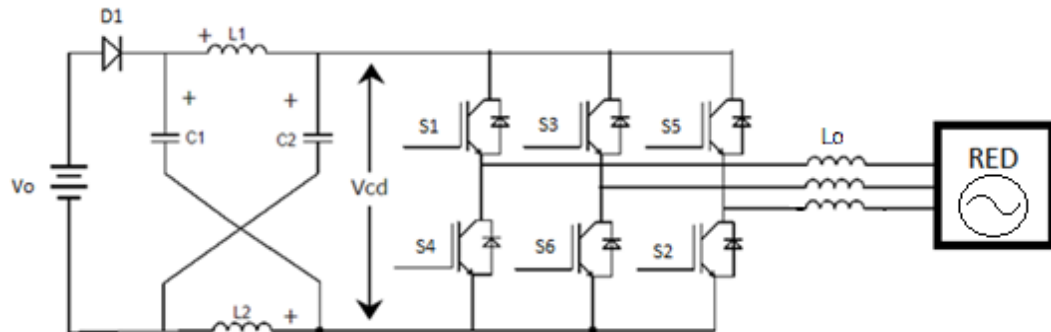 D1
+ L1
+ +
C1 C2
Vo
Vcd
S1 S3 S5
Lo
RED
S4 S6 S2
L2 +